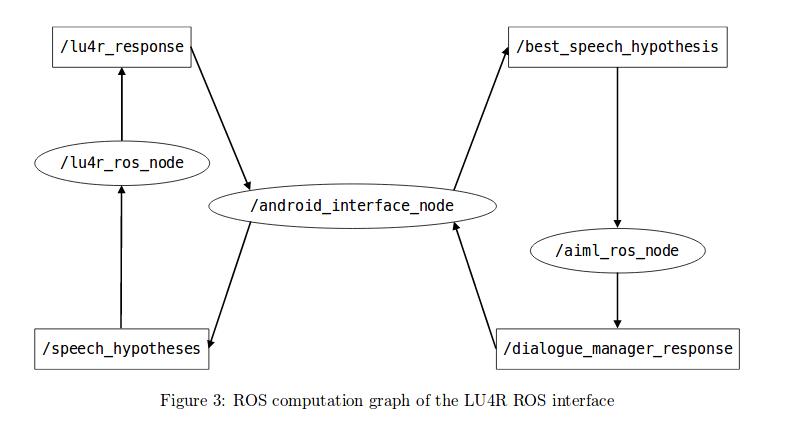 /lu4r_response
/best_speech_hypothesis
/lu4r_ros_node
/android_interface_node
/aiml_ros_node
/speech_hypotheses
/dialogue_manager_response
Figure 3: ROS computation graph of the LU4R ROS interface